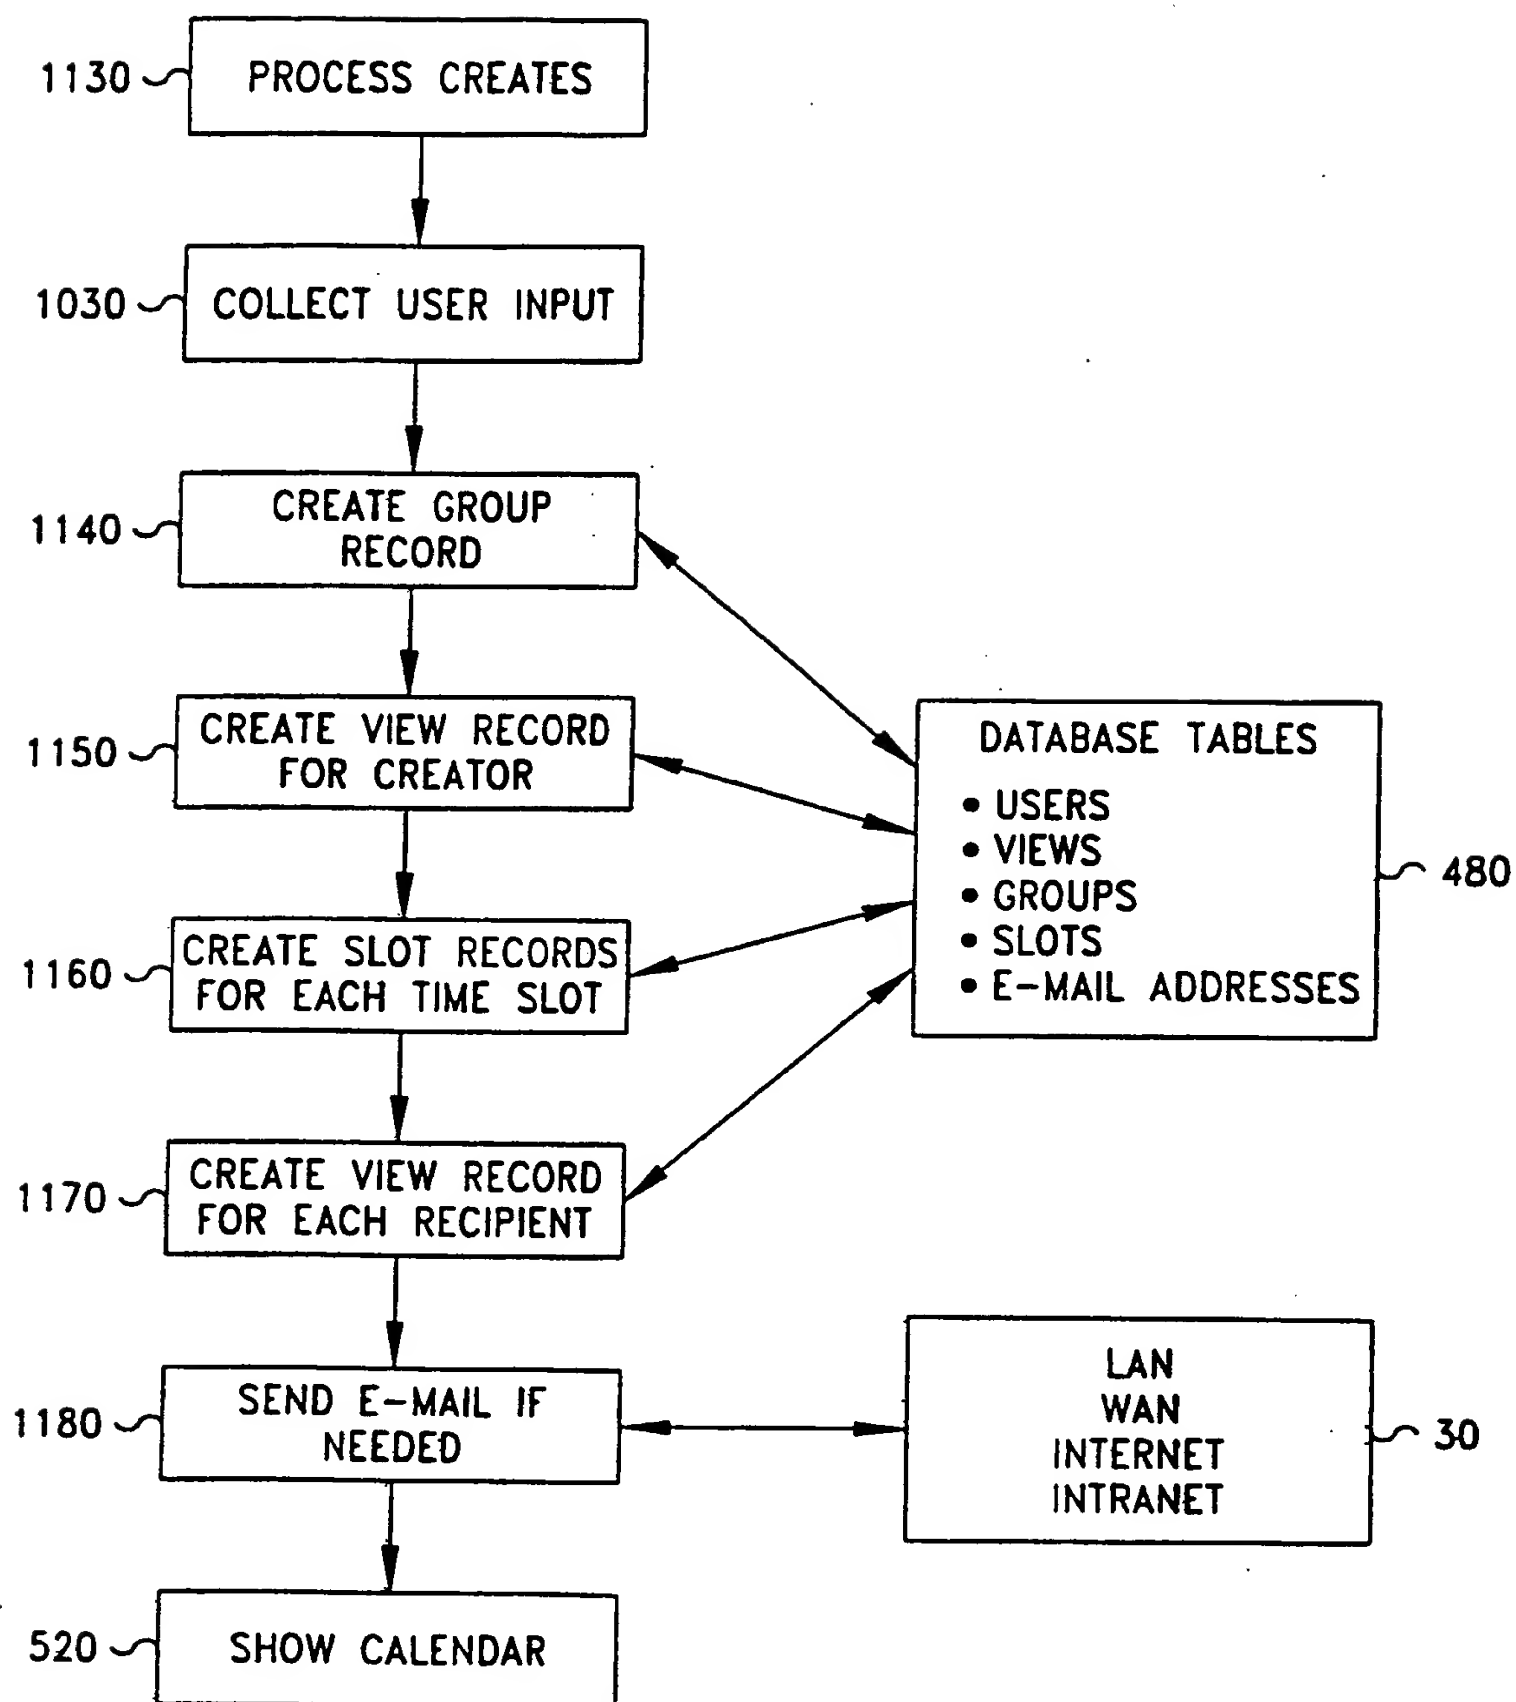 1130
PROCESS CREATES
1030
COLLECT USER INPUT
1140
CREATE GROUP
RECORD
1150
CREATE VIEW RECORD
FOR CREATOR
1160
CREATE SLOT RECORDS
FOR EACH TIME SLOT
1170
CREATE VIEW RECORD
FOR EACH RECIPIENT
1180
SEND E-MAIL IF
NEEDED
520
SHOW CALENDAR
DATABASE TABLES
• USERS
• VIEWS
• GROUPS
• SLOTS
• E-MAIL ADDRESSES
480
LAN
WAN
INTERNET
INTRANET
30